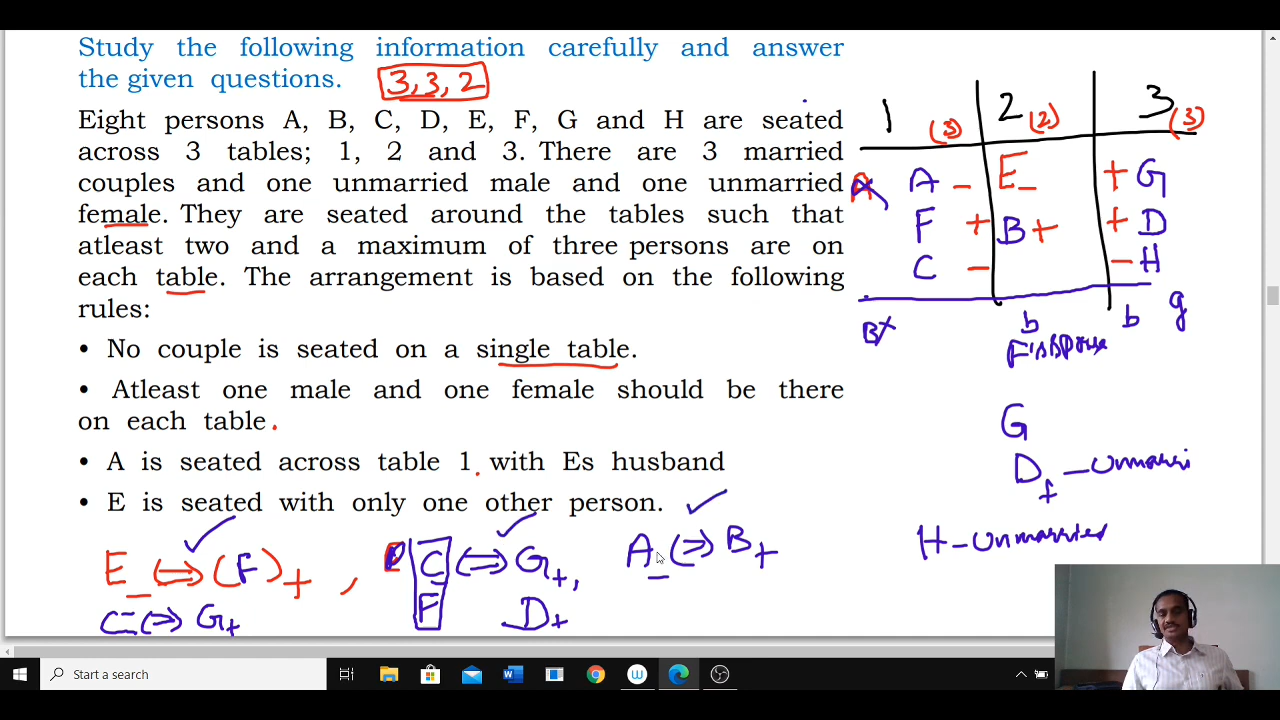 Study the following information carefully and answer
the given questions. 3,3,2
Eight persons A, B, C, D, E, F, G and H are seated
across 3 tables; 1, 2 and 3. There are 3 married
couples and one unmarried male and one unmarried
female. They are seated around the tables such that
atleast two and a maximum of three persons are on
each table. The arrangement is based on the following
rules:
• No couple is seated on a single table.
• Atleast one male and one female should be there
on each table.
• A is seated across table 1 with Es husband
• E is seated with only one other person.
E- ⇔ (F)+ ,
C ⇔ G+,
A- ⇔ B+
F D+
C- ⇔ G+
1 (3) 2 (2) 3 (3)
A A - E- + G
F + B+ + D
C - - H
B× b b g
F's spouse
G
Df - unmarri
H - unmarried
Start a search